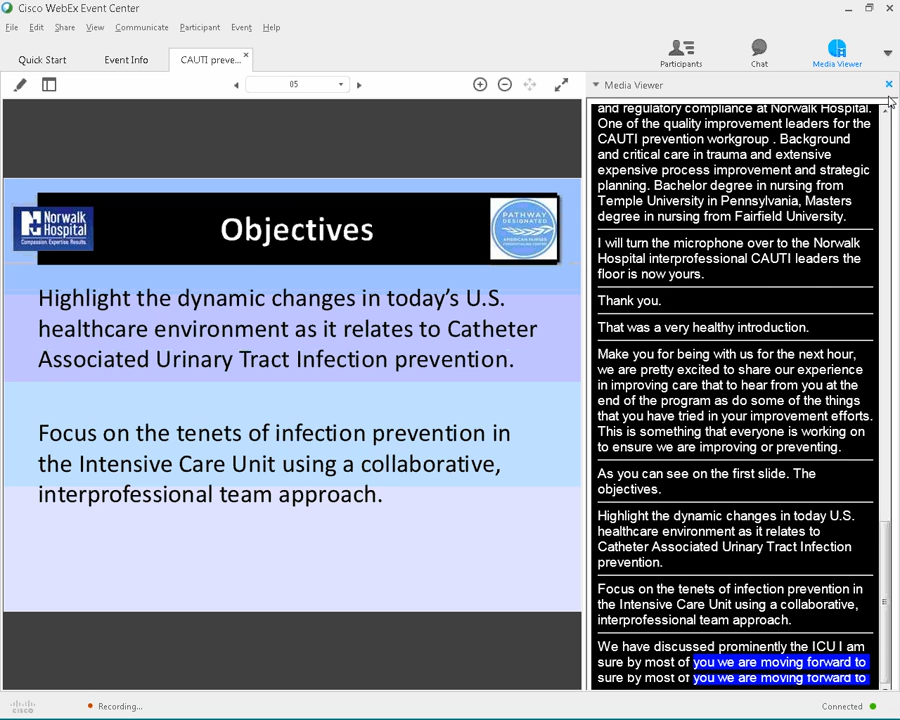 Cisco WebEx Event Center
File Edit Share View Communicate Participant Event Help
Quick Start
Event Info
CAUTI preve...
Participants
Chat
Media Viewer
05
Norwalk
Hospital
Compassion. Expertise. Results.
Objectives
PATHWAY
DESIGNATED
AMERICAN NURSES
CREDENTIALING CENTER
Highlight the dynamic changes in today's U.S.
healthcare environment as it relates to Catheter
Associated Urinary Tract Infection prevention.
Focus on the tenets of infection prevention in
the Intensive Care Unit using a collaborative,
interprofessional team approach.
Media Viewer
and regulatory compliance at Norwalk Hospital.
One of the quality improvement leaders for the
CAUTI prevention workgroup . Background
and critical care in trauma and extensive
expensive process improvement and strategic
planning. Bachelor degree in nursing from
Temple University in Pennsylvania, Masters
degree in nursing from Fairfield University.
I will turn the microphone over to the Norwalk
Hospital interprofessional CAUTI leaders the
floor is now yours.
Thank you.
That was a very healthy introduction.
Make you for being with us for the next hour,
we are pretty excited to share our experience
in improving care that to hear from you at the
end of the program as do some of the things
that you have tried in your improvement efforts.
This is something that everyone is working on
to ensure we are improving or preventing.
As you can see on the first slide. The
objectives.
Highlight the dynamic changes in today U.S.
healthcare environment as it relates to
Catheter Associated Urinary Tract Infection
prevention.
Focus on the tenets of infection prevention in
the Intensive Care Unit using a collaborative,
interprofessional team approach.
We have discussed prominently the ICU I am
sure by most of you we are moving forward to
sure by most of you we are moving forward to
cisco
Recording...
Connected